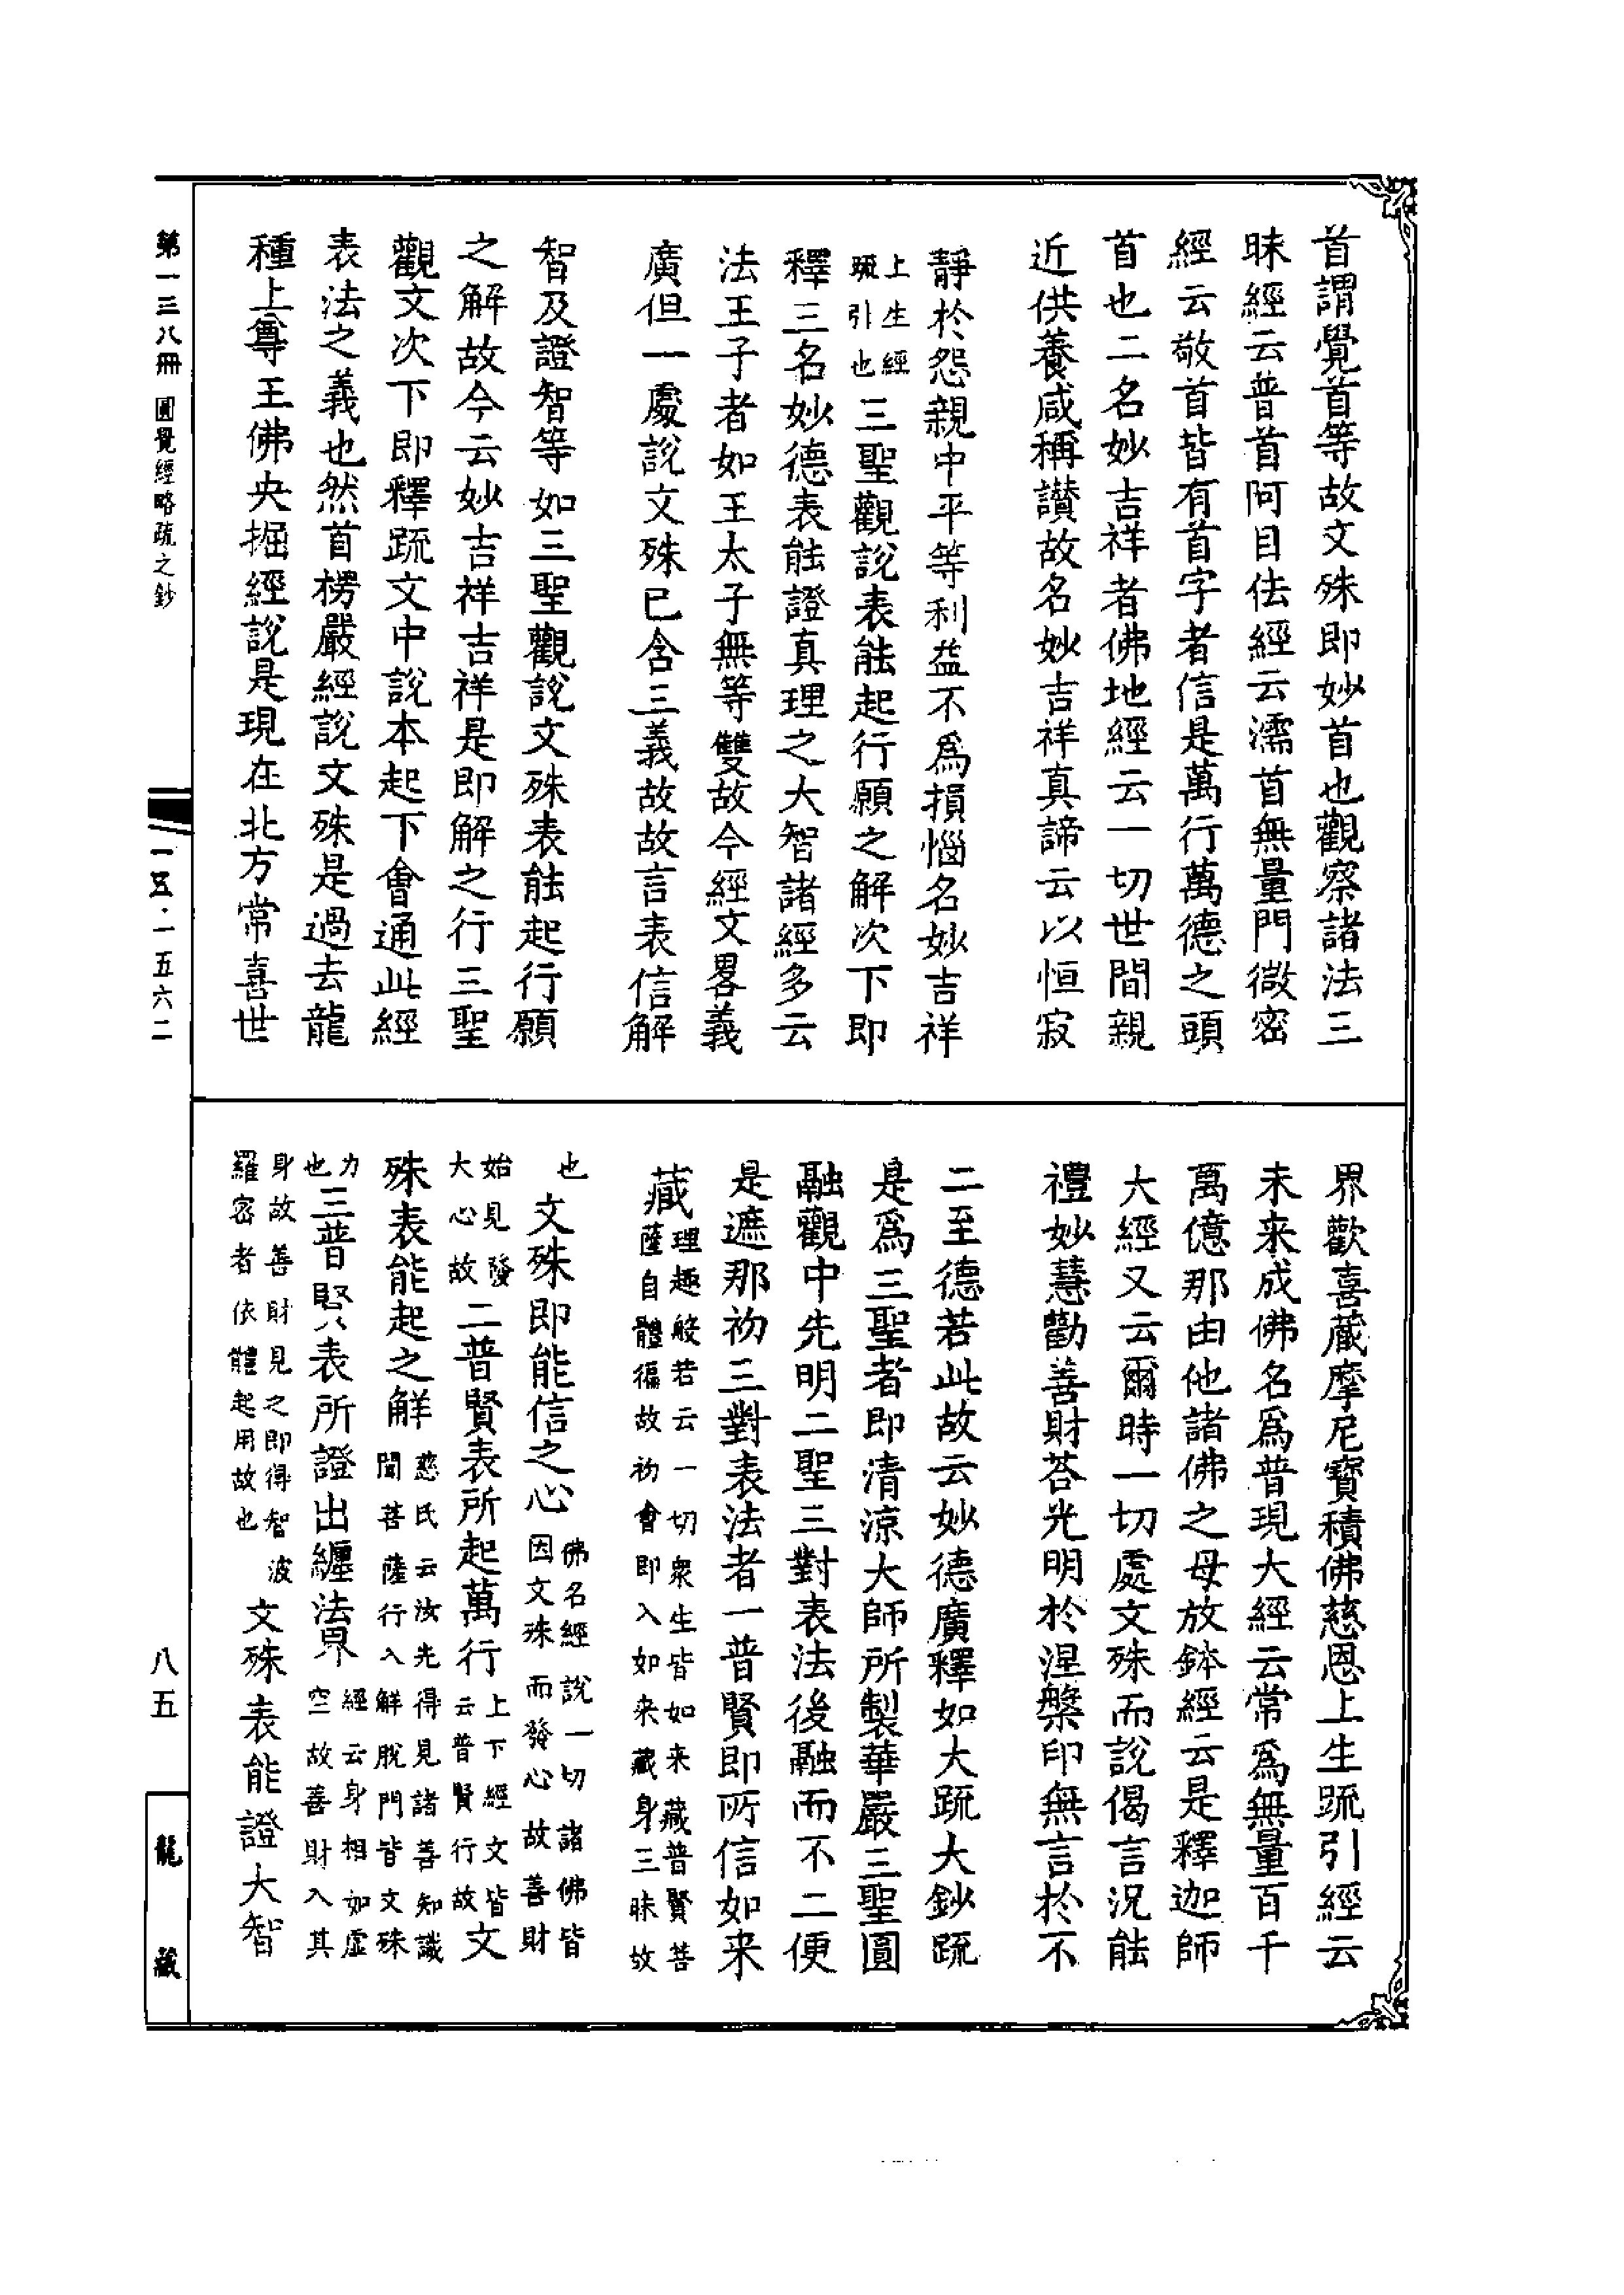 首謂覺首等故文殊即妙首也觀察諸法三
昧經云普首阿目佉經云濡首無量門微密
經云敬首皆有首字者信是萬行萬德之頭
首也二名妙吉祥者佛地經云一切世間親
近供養咸稱讃故名妙吉祥真諦云以恒寂
靜於怨親中平等利益不爲損惱名妙吉祥
上生經
疏引也三聖觀說表能起行願之解次下即
釋三名妙德表能證真理之大智諸經多云
法王子者如王太子無等雙故今經文畧義
廣但一處說文殊已含三義故故言表信解
智及證智等如三聖觀說文殊表能起行願
之解故今云妙吉祥吉祥是即解之行三聖
觀文次下即釋疏文中說本起下會通此經
表法之義也然首楞嚴經說文殊是過去龍
種上尊王佛央掘經說是現在北方常喜世
界歡喜藏摩尼寶積佛慈恩上生疏引經云
未来成佛名爲普現大經云常爲無量百千
萬億那由他諸佛之母放鉢經云是釋迦師
大經又云爾時一切處文殊而說偈言況能
禮妙慧勸善財荅光明於涅槃印無言於不
二至德若此故云妙德廣釋如大疏大鈔疏
是爲三聖者即清涼大師所製華嚴三聖圓
融觀中先明二聖三對表法後融而不二便
是遮那初三對表法者一普賢即所信如来
藏理趣般若云一切衆生皆如来藏普賢菩
薩自體徧故初會即入如来藏身三昧故
也文殊即能信之心佛名經說一切諸佛皆
因文殊而發心故善財
始見發
大心故二普賢表所起萬行上下經文皆
云普賢行故文
殊表能起之解慈氏云汝先得見諸善知識
聞菩薩行入解脫門皆文殊
力
也三普賢表所證出纏法界經云身相如虛
空故善財入其
身故善財見之即得智波
羅密者依體起用故也文殊表能證大智
第一三八冊　圓覺經略疏之鈔
一五·一五六二
八五
龍藏